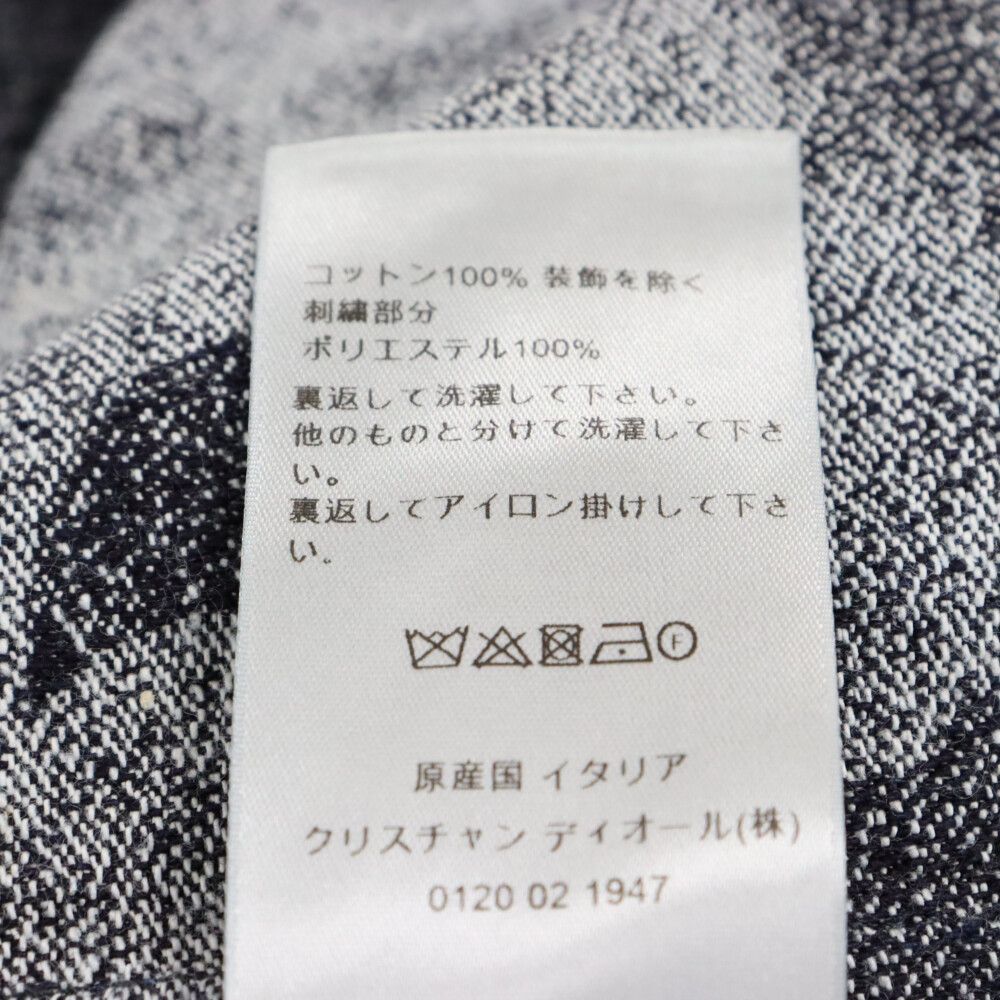 コットン100% 装飾を除く
刺繍部分
ポリエステル100%
裏返して洗濯して下さい。
他のものと分けて洗濯して下さ
い。
裏返してアイロン掛けして下さ
い。
F
原産国 イタリア
クリスチャン ディオール(株)
0120 02 1947